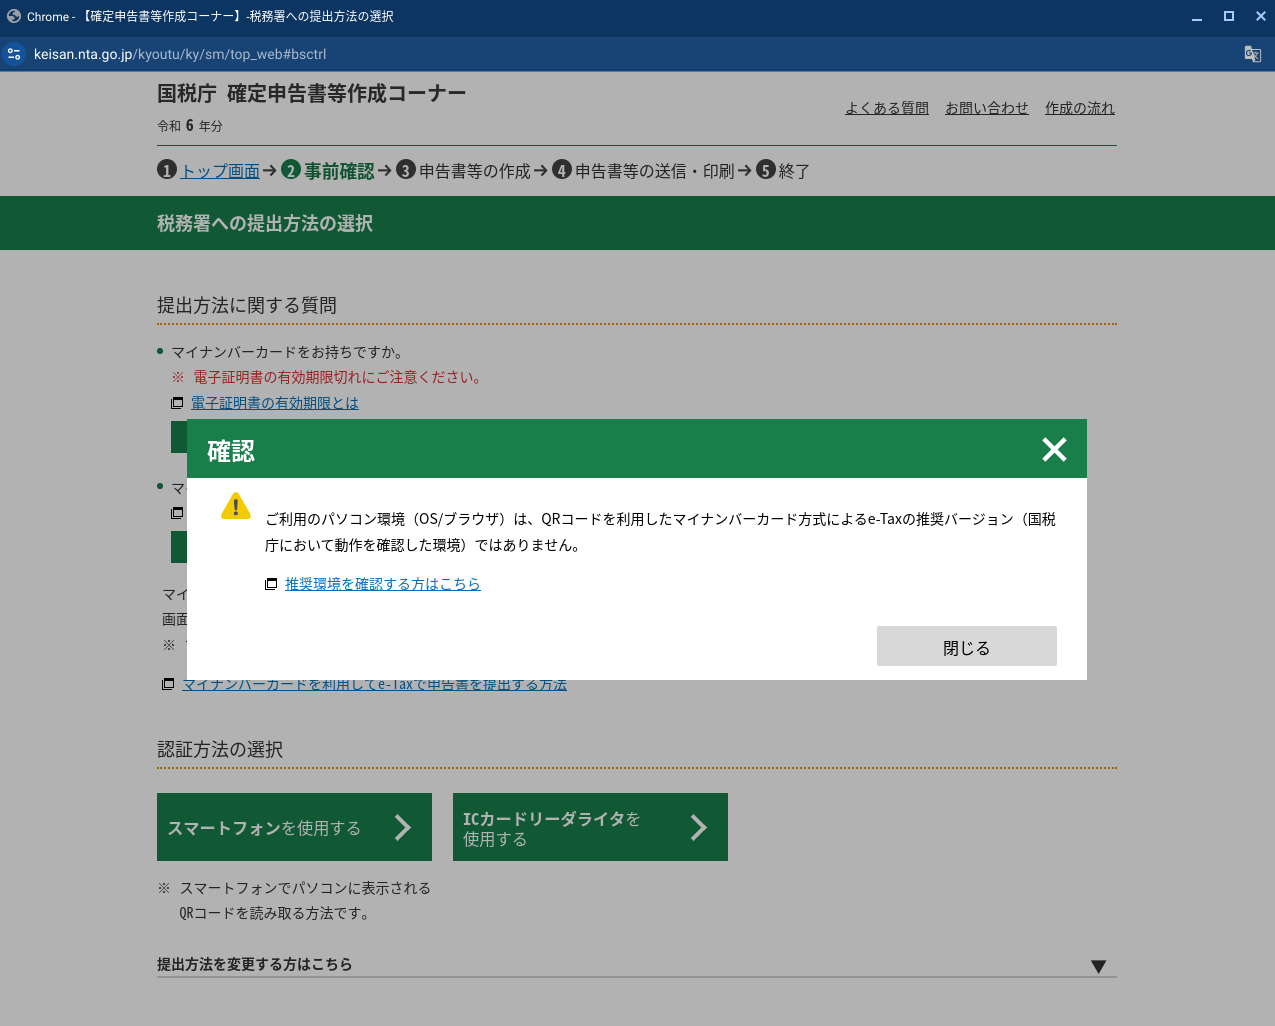 Chrome - 【確定申告書等作成コーナー】-税務署への提出方法の選択
keisan.nta.go.jp/kyoutu/ky/sm/top_web#bsctrl
国税庁 確定申告書等作成コーナー
令和 6 年分
よくある質問 お問い合わせ 作成の流れ
1 トップ画面 → 2 事前確認 → 3 申告書等の作成 → 4 申告書等の送信・印刷 → 5 終了
税務署への提出方法の選択
提出方法に関する質問
マイナンバーカードをお持ちですか。
※ 電子証明書の有効期限切れにご注意ください。
電子証明書の有効期限とは
確認
ご利用のパソコン環境（OS/ブラウザ）は、QRコードを利用したマイナンバーカード方式によるe-Taxの推奨バージョン（国税
庁において動作を確認した環境）ではありません。
推奨環境を確認する方はこちら
閉じる
マ
マイ
画面
※
マイナンバーカードを利用してe-Taxで申告書を提出する方法
認証方法の選択
スマートフォンを使用する
ICカードリーダライタを
使用する
※ スマートフォンでパソコンに表示される
QRコードを読み取る方法です。
提出方法を変更する方はこちら ▼